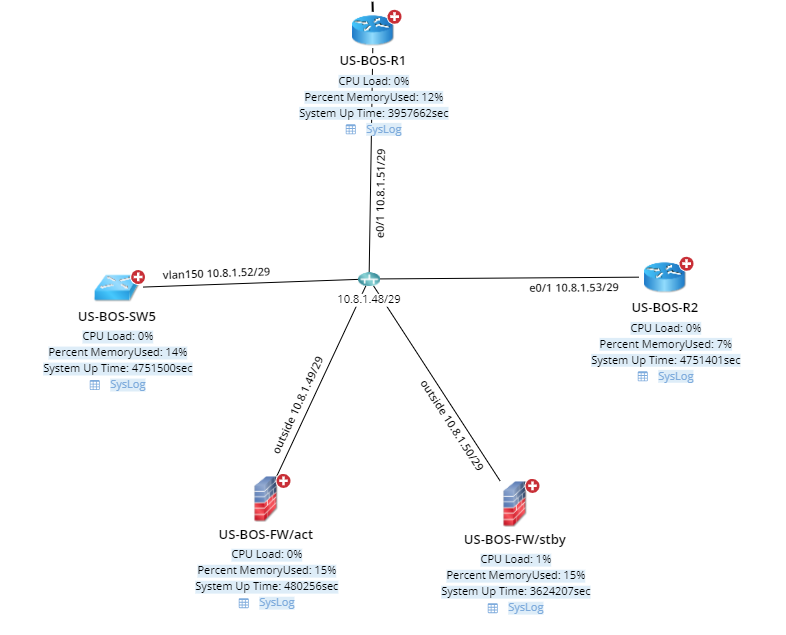 US-BOS-R1
CPU Load: 0%
Percent MemoryUsed: 12%
System Up Time: 3957662sec
SysLog
e0/1 10.8.1.51/29
vlan150 10.8.1.52/29
10.8.1.48/29
e0/1 10.8.1.53/29
US-BOS-SW5
CPU Load: 0%
Percent MemoryUsed: 14%
System Up Time: 4751500sec
SysLog
US-BOS-R2
CPU Load: 0%
Percent MemoryUsed: 7%
System Up Time: 4751401sec
SysLog
outside 10.8.1.49/29
outside 10.8.1.50/29
US-BOS-FW/act
CPU Load: 0%
Percent MemoryUsed: 15%
System Up Time: 480256sec
SysLog
US-BOS-FW/stby
CPU Load: 1%
Percent MemoryUsed: 15%
System Up Time: 3624207sec
SysLog